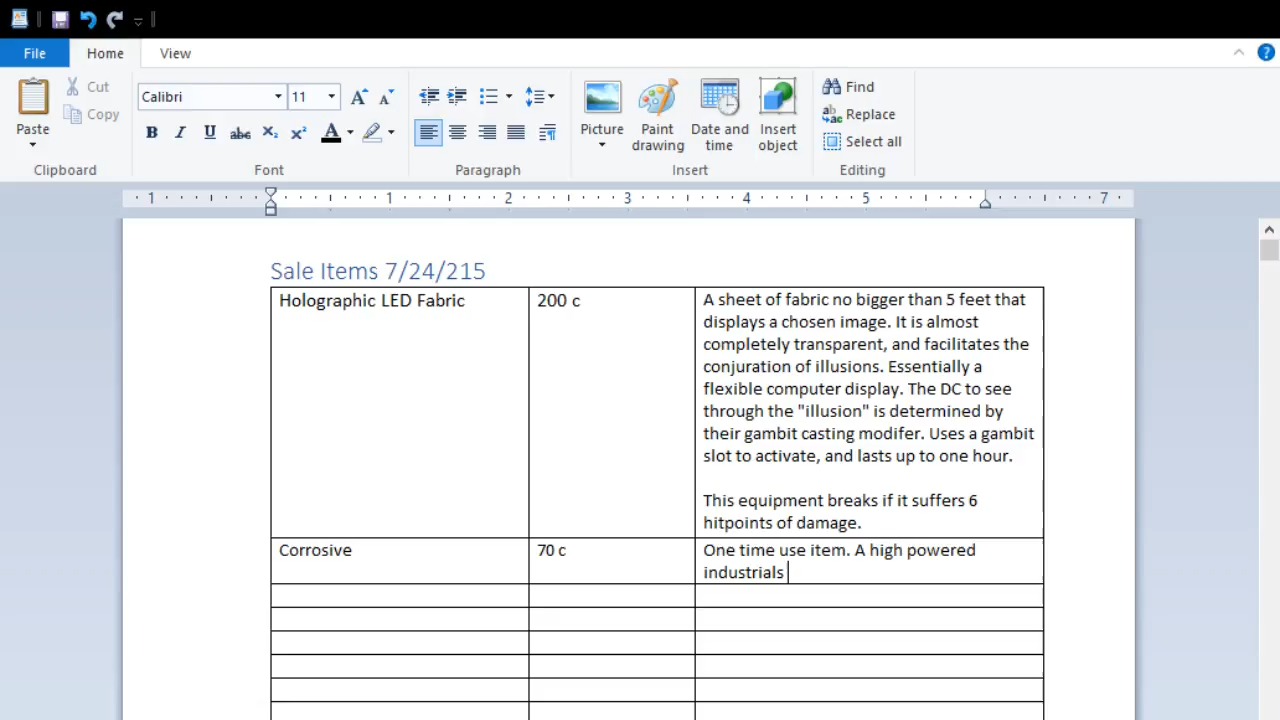 File Home View
Paste Cut Copy Clipboard
Calibri 11 B I U abc X₂ X² A Font
Paragraph
Picture Paint drawing Date and time Insert object Insert
Find Replace Select all Editing
1 1 2 3 4 5 7
Sale Items 7/24/215
Holographic LED Fabric 200 c A sheet of fabric no bigger than 5 feet that
displays a chosen image. It is almost
completely transparent, and facilitates the
conjuration of illusions. Essentially a
flexible computer display. The DC to see
through the "illusion" is determined by
their gambit casting modifer. Uses a gambit
slot to activate, and lasts up to one hour.
This equipment breaks if it suffers 6
hitpoints of damage.
Corrosive 70 c One time use item. A high powered
industrials